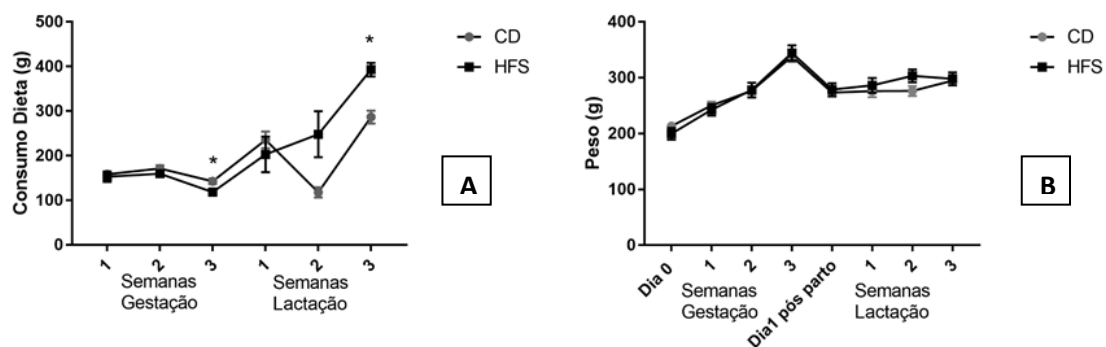 500
400
300
200
100
0
Consumo Dieta (g)
*
*
1
2
3
1
2
3
Semanas
Gestação
Semanas
Lactação
CD
HFS
A
400
300
200
100
0
Peso (g)
Dia 0
1
2
3
Dia1 pós parto
1
2
3
Semanas
Gestação
Semanas
Lactação
CD
HFS
B